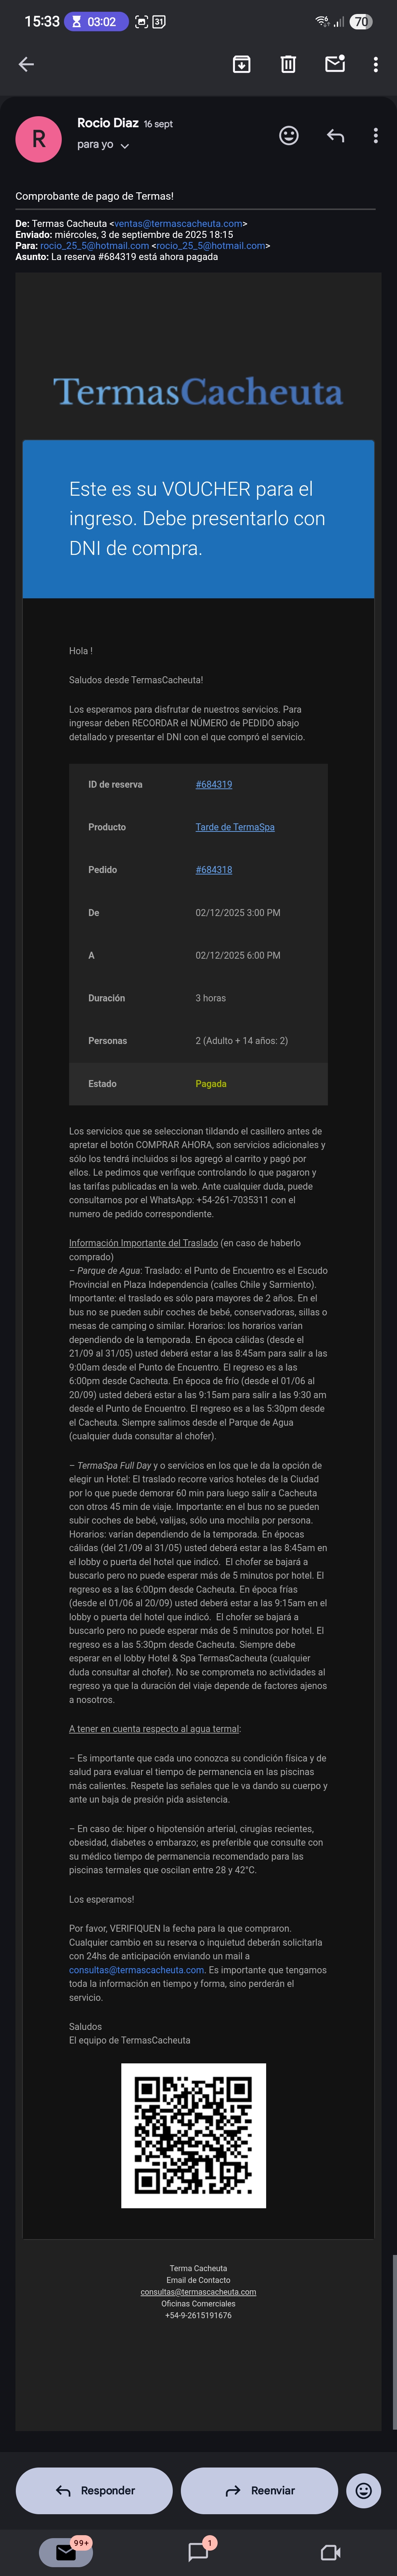 15:33 03:02 31 70
R
Rocio Diaz 16 sept
para yo
Comprobante de pago de Termas!
De: Termas Cacheuta <ventas@termascacheuta.com>
Enviado: miércoles, 3 de septiembre de 2025 18:15
Para: rocio_25_5@hotmail.com <rocio_25_5@hotmail.com>
Asunto: La reserva #684319 está ahora pagada
TermasCacheuta
Este es su VOUCHER para el
ingreso. Debe presentarlo con
DNI de compra.
Hola !
Saludos desde TermasCacheuta!
Los esperamos para disfrutar de nuestros servicios. Para
ingresar deben RECORDAR el NÚMERO de PEDIDO abajo
detallado y presentar el DNI con el que compró el servicio.
ID de reserva #684319
Producto Tarde de TermaSpa
Pedido #684318
De 02/12/2025 3:00 PM
A 02/12/2025 6:00 PM
Duración 3 horas
Personas 2 (Adulto + 14 años: 2)
Estado Pagada
Los servicios que se seleccionan tildando el casillero antes de
apretar el botón COMPRAR AHORA, son servicios adicionales y
sólo los tendrá incluidos si los agregó al carrito y pagó por
ellos. Le pedimos que verifique controlando lo que pagaron y
las tarifas publicadas en la web. Ante cualquier duda, puede
consultarnos por el WhatsApp: +54-261-7035311 con el
numero de pedido correspondiente.
Información Importante del Traslado (en caso de haberlo
comprado)
– Parque de Agua: Traslado: el Punto de Encuentro es el Escudo
Provincial en Plaza Independencia (calles Chile y Sarmiento).
Importante: el traslado es sólo para mayores de 2 años. En el
bus no se pueden subir coches de bebé, conservadoras, sillas o
mesas de camping o similar. Horarios: los horarios varían
dependiendo de la temporada. En época cálidas (desde el
21/09 al 31/05) usted deberá estar a las 8:45am para salir a las
9:00am desde el Punto de Encuentro. El regreso es a las
6:00pm desde Cacheuta. En época de frío (desde el 01/06 al
20/09) usted deberá estar a las 9:15am para salir a las 9:30 am
desde el Punto de Encuentro. El regreso es a las 5:30pm desde
el Cacheuta. Siempre salimos desde el Parque de Agua
(cualquier duda consultar al chofer).
– TermaSpa Full Day y o servicios en los que le da la opción de
elegir un Hotel: El traslado recorre varios hoteles de la Ciudad
por lo que puede demorar 60 min para luego salir a Cacheuta
con otros 45 min de viaje. Importante: en el bus no se pueden
subir coches de bebé, valijas, sólo una mochila por persona.
Horarios: varían dependiendo de la temporada. En épocas
cálidas (del 21/09 al 31/05) usted deberá estar a las 8:45am en
el lobby o puerta del hotel que indicó.  El chofer se bajará a
buscarlo pero no puede esperar más de 5 minutos por hotel. El
regreso es a las 6:00pm desde Cacheuta. En época frías
(desde el 01/06 al 20/09) usted deberá estar a las 9:15am en el
lobby o puerta del hotel que indicó.  El chofer se bajará a
buscarlo pero no puede esperar más de 5 minutos por hotel. El
regreso es a las 5:30pm desde Cacheuta. Siempre debe
esperar en el lobby Hotel & Spa TermasCacheuta (cualquier
duda consultar al chofer). No se comprometa no actividades al
regreso ya que la duración del viaje depende de factores ajenos
a nosotros.
A tener en cuenta respecto al agua termal:
– Es importante que cada uno conozca su condición física y de
salud para evaluar el tiempo de permanencia en las piscinas
más calientes. Respete las señales que le va dando su cuerpo y
ante un baja de presión pida asistencia.
– En caso de: hiper o hipotensión arterial, cirugías recientes,
obesidad, diabetes o embarazo; es preferible que consulte con
su médico tiempo de permanencia recomendado para las
piscinas termales que oscilan entre 28 y 42°C.
Los esperamos!
Por favor, VERIFIQUEN la fecha para la que compraron.
Cualquier cambio en su reserva o inquietud deberán solicitarla
con 24hs de anticipación enviando un mail a
consultas@termascacheuta.com. Es importante que tengamos
toda la información en tiempo y forma, sino perderán el
servicio.
Saludos
El equipo de TermasCacheuta
Terma Cacheuta
Email de Contacto
consultas@termascacheuta.com
Oficinas Comerciales
+54-9-2615191676
Responder Reenviar
99+ 1